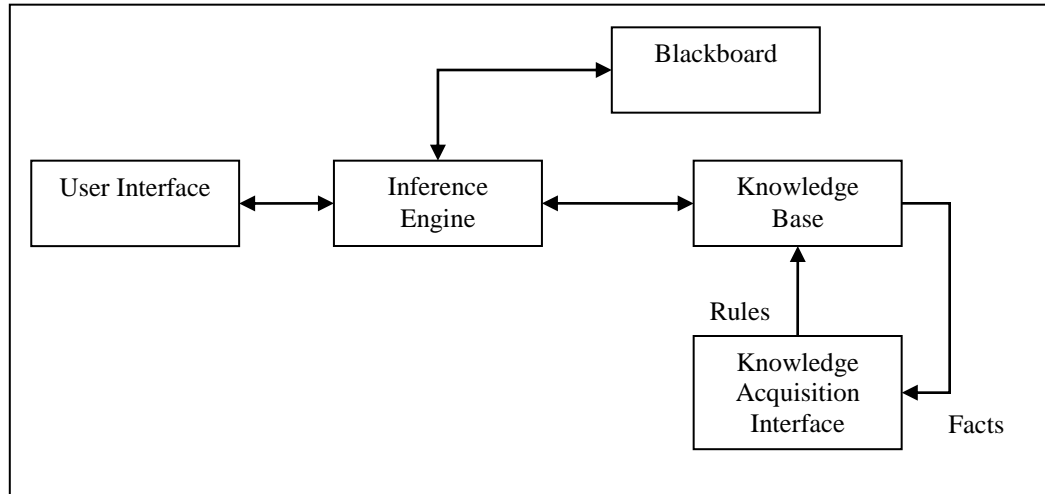 Blackboard
User Interface
Inference
Engine
Knowledge
Base
Rules
Knowledge
Acquisition
Interface
Facts